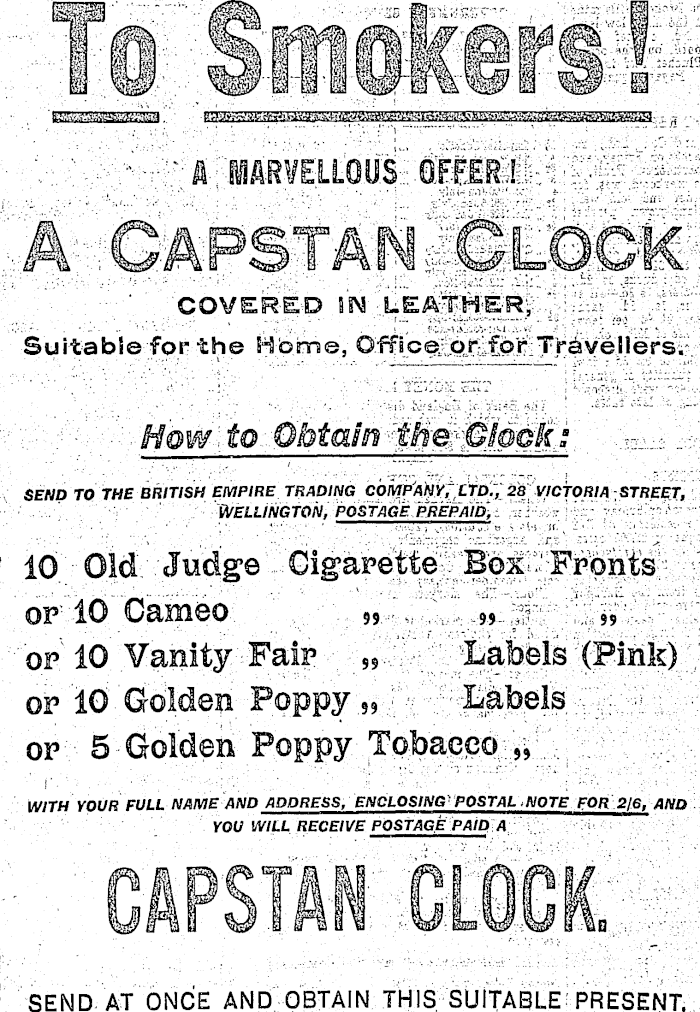 To Smokers!
A MARVELLOUS OFFER!
A CAPSTAN CLOCK
COVERED IN LEATHER,
Suitable for the Home, Office or for Travellers.
How to Obtain the Clock:
SEND TO THE BRITISH EMPIRE TRADING COMPANY, LTD., 28 VICTORIA STREET,
WELLINGTON, POSTAGE PREPAID,
10 Old Judge Cigarette Box Fronts
or 10 Cameo „ „ „
or 10 Vanity Fair „ Labels (Pink)
or 10 Golden Poppy „ Labels
or 5 Golden Poppy Tobacco „
WITH YOUR FULL NAME AND ADDRESS, ENCLOSING POSTAL NOTE FOR 2/6, AND
YOU WILL RECEIVE POSTAGE PAID A
CAPSTAN CLOCK.
SEND AT ONCE AND OBTAIN THIS SUITABLE PRESENT.